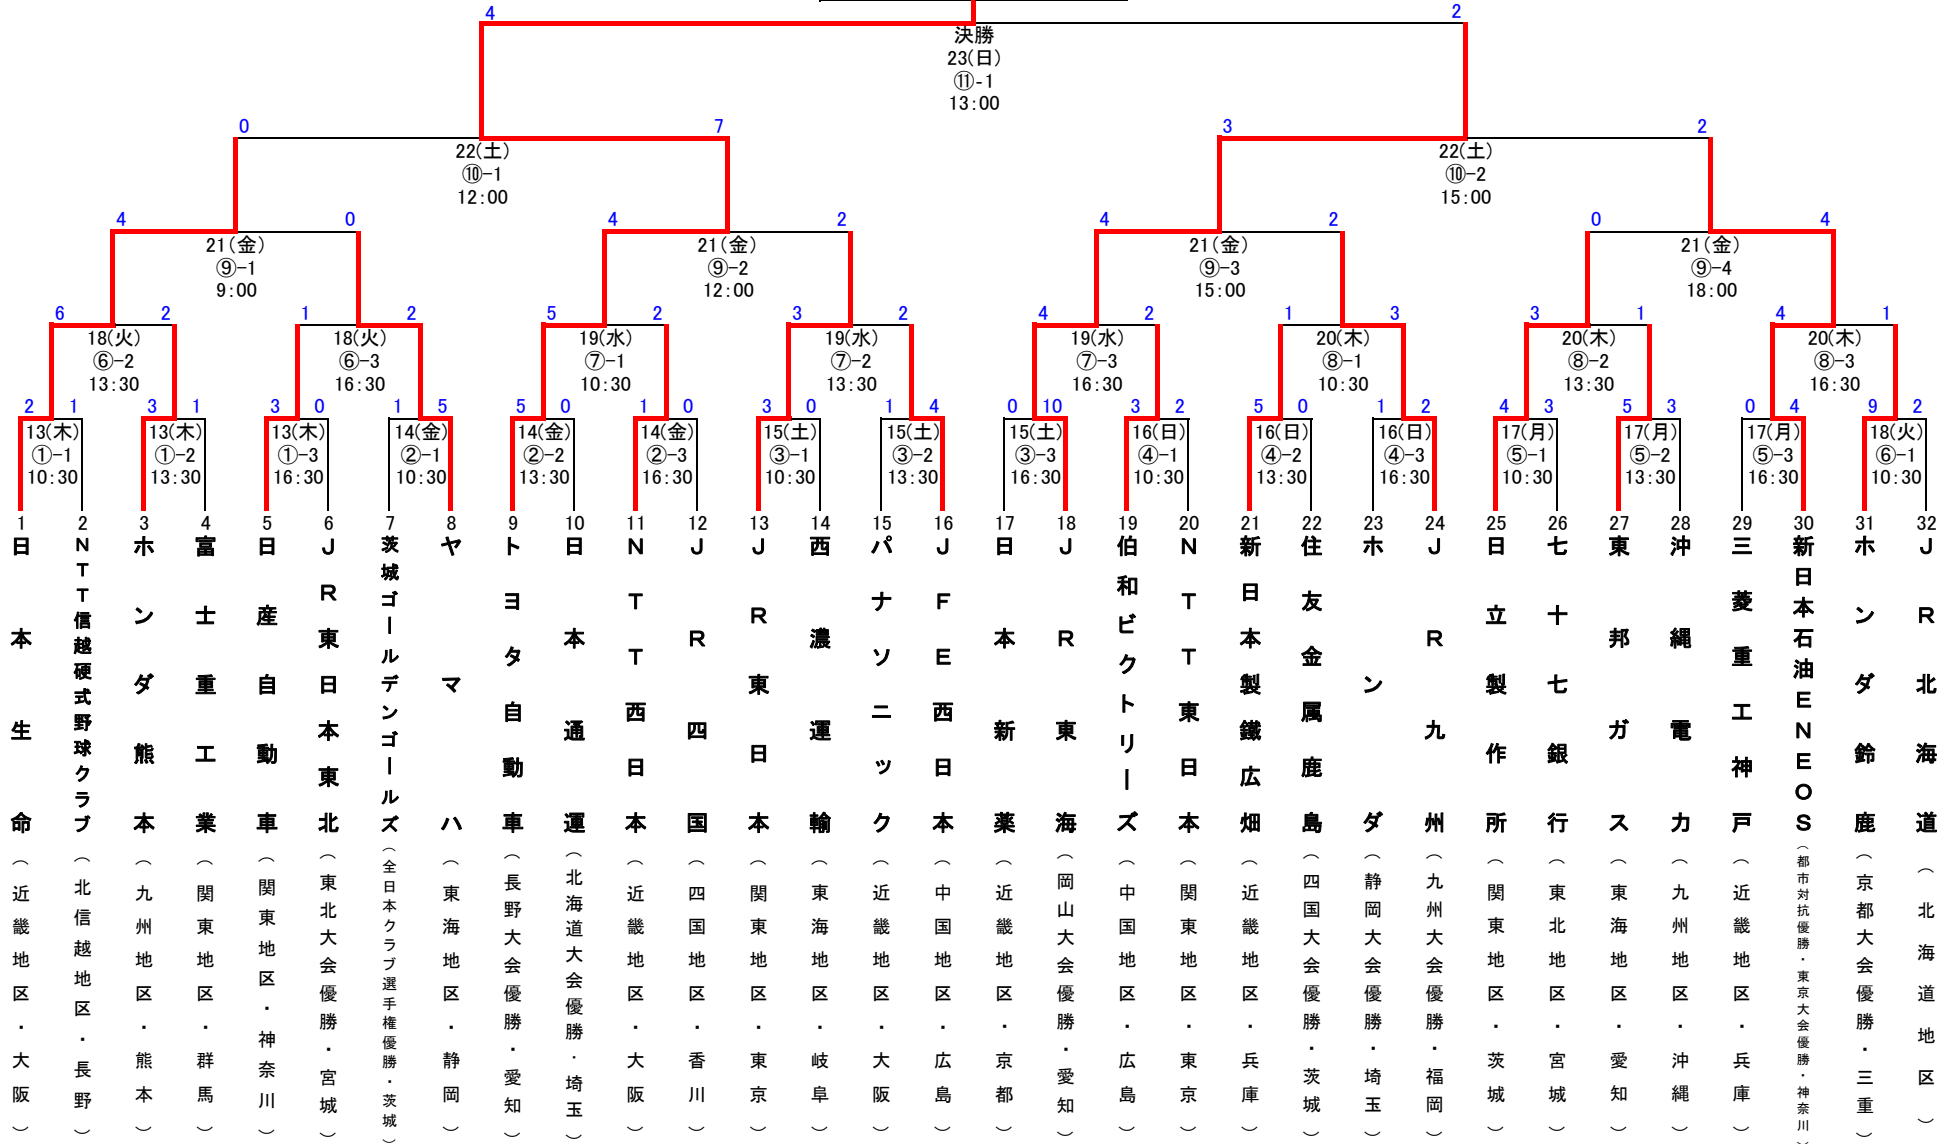 4 2
決勝
23(日)
⑪-1
13:00
0 7 3 2
22(土) 22(土)
⑩-1 ⑩-2
12:00 15:00
4 0 4 2 4 2 0 4
21(金) 21(金) 21(金) 21(金)
⑨-1 ⑨-2 ⑨-3 ⑨-4
9:00 12:00 15:00 18:00
6 2 1 2 5 2 3 2 4 2 1 3 3 1 4 1
18(火) 18(火) 19(水) 19(水) 19(水) 20(木) 20(木) 20(木)
⑥-2 ⑥-3 ⑦-1 ⑦-2 ⑦-3 ⑧-1 ⑧-2 ⑧-3
13:30 16:30 10:30 13:30 16:30 10:30 13:30 16:30
2 1 3 1 3 0 1 5 5 0 1 0 3 0 1 4 0 10 3 2 5 0 1 2 4 3 5 3 0 4 9 2
13(木) 13(木) 13(木) 14(金) 14(金) 14(金) 15(土) 15(土) 15(土) 16(日) 16(日) 16(日) 17(月) 17(月) 17(月) 18(火)
①-1 ①-2 ①-3 ②-1 ②-2 ②-3 ③-1 ③-2 ③-3 ④-1 ④-2 ④-3 ⑤-1 ⑤-2 ⑤-3 ⑥-1
10:30 13:30 16:30 10:30 13:30 16:30 10:30 13:30 16:30 10:30 13:30 16:30 10:30 13:30 16:30 10:30
1 日本生命(近畿地区・大阪)
2 NTT信越硬式野球クラブ(北信越地区・長野)
3 ホンダ熊本(九州地区・熊本)
4 富士重工業(関東地区・群馬)
5 日産自動車(関東地区・神奈川)
6 JR東日本東北(東北大会優勝・宮城)
7 茨城ゴールデンゴールズ(全日本クラブ選手権優勝・茨城)
8 ヤマハ(東海地区・静岡)
9 トヨタ自動車(長野大会優勝・愛知)
10 日本通運(北海道大会優勝・埼玉)
11 NTT西日本(近畿地区・大阪)
12 JR四国(四国地区・香川)
13 JR東日本(関東地区・東京)
14 西濃運輸(東海地区・岐阜)
15 パナソニック(近畿地区・大阪)
16 JFE西日本(中国地区・広島)
17 日本新薬(近畿地区・京都)
18 JR東海(岡山大会優勝・愛知)
19 伯和ビクトリーズ(中国地区・広島)
20 NTT東日本(関東地区・東京)
21 新日本製鐵広畑(近畿地区・兵庫)
22 住友金属鹿島(四国大会優勝・茨城)
23 ホンダ(静岡大会優勝・埼玉)
24 JR九州(九州大会優勝・福岡)
25 日立製作所(関東地区・茨城)
26 七十七銀行(東北地区・宮城)
27 東邦ガス(東海地区・愛知)
28 沖縄電力(九州地区・沖縄)
29 三菱重工神戸(近畿地区・兵庫)
30 新日本石油ENEOS(都市対抗優勝・東京大会優勝・神奈川)
31 ホンダ鈴鹿(京都大会優勝・三重)
32 JR北海道(北海道地区)